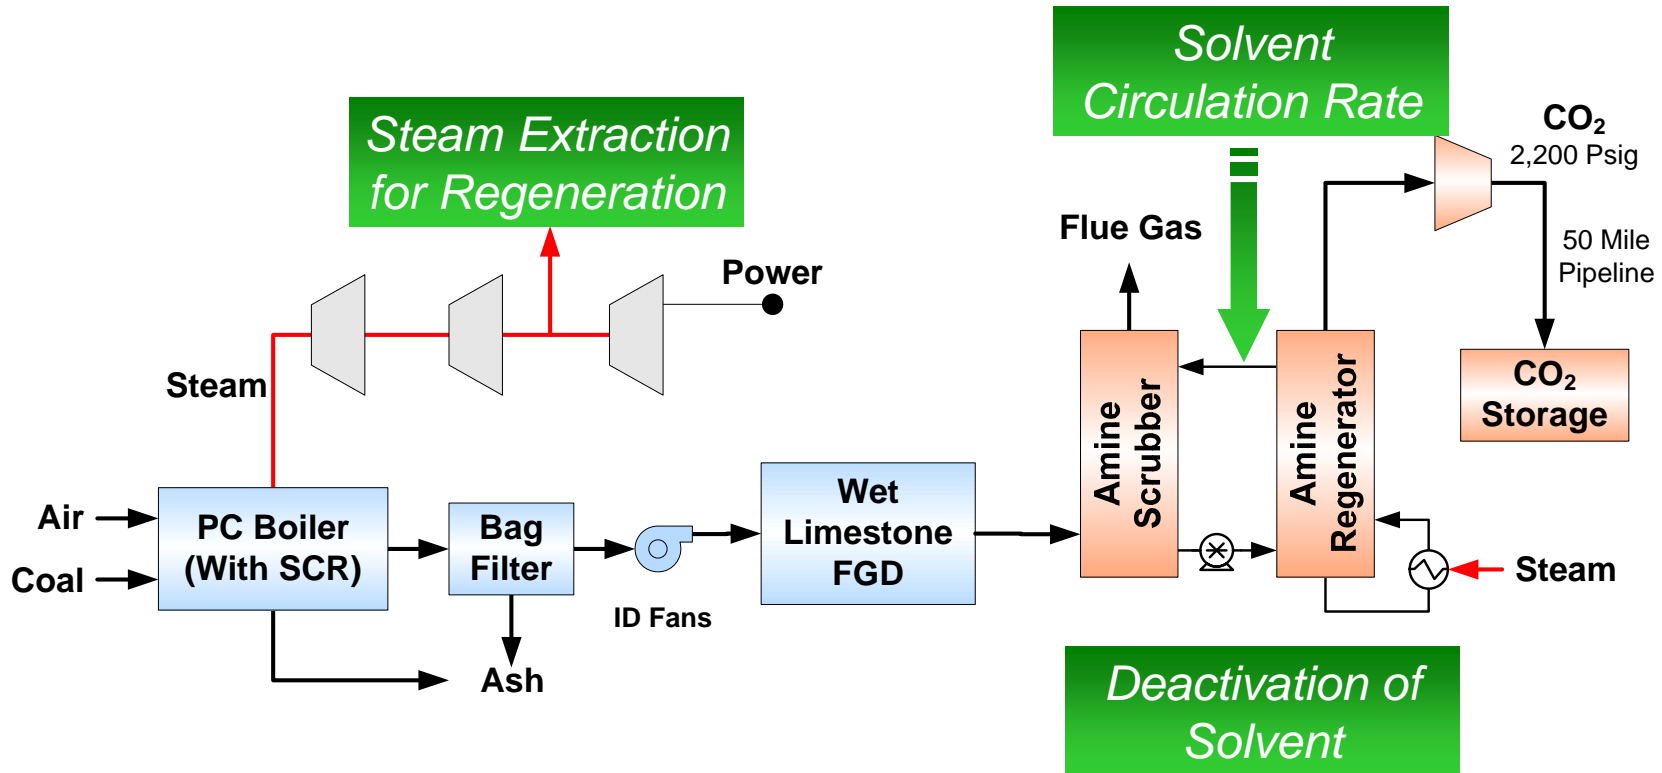 Solvent
Circulation Rate
CO₂
2,200 Psig
Steam Extraction
for Regeneration
Flue Gas
50 Mile
Pipeline
Power
Steam
Amine
Scrubber
Amine
Regenerator
CO₂
Storage
Air
Coal
PC Boiler
(With SCR)
Bag
Filter
ID Fans
Wet
Limestone
FGD
Steam
Ash
Deactivation of
Solvent